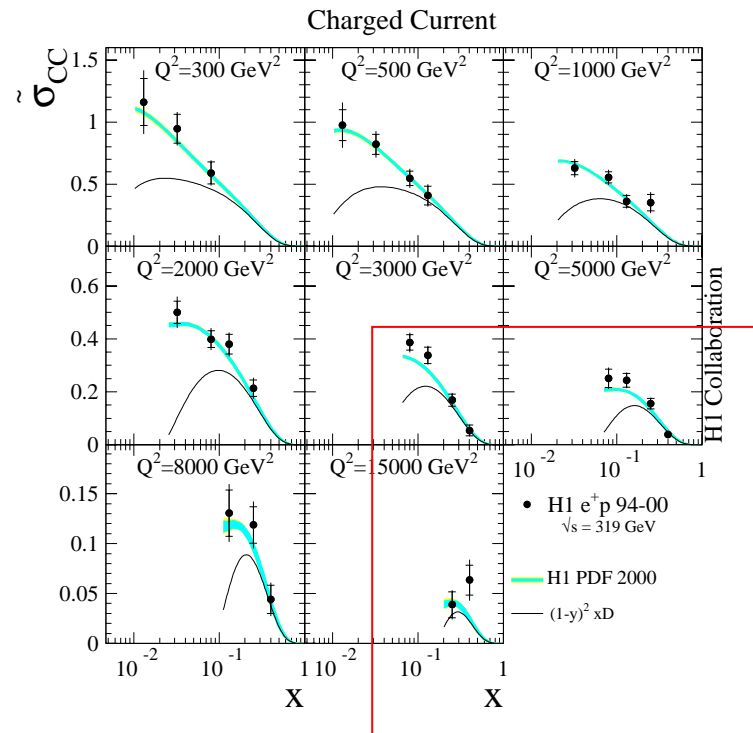 Charged Current
σ̃_CC
Q²=300 GeV²
Q²=500 GeV²
Q²=1000 GeV²
1.5
1
0.5
0
Q²=2000 GeV²
Q²=3000 GeV²
Q²=5000 GeV²
0.6
0.4
0.2
0
H1 Collaboration
Q²=8000 GeV²
Q²=15000 GeV²
10⁻² 10⁻¹ 1
0.15
0.1
0.05
0
H1 e⁺p 94-00
√s = 319 GeV
H1 PDF 2000
(1-y)² xD
10⁻² 10⁻¹ 1
10⁻² 10⁻¹ 1
x
x